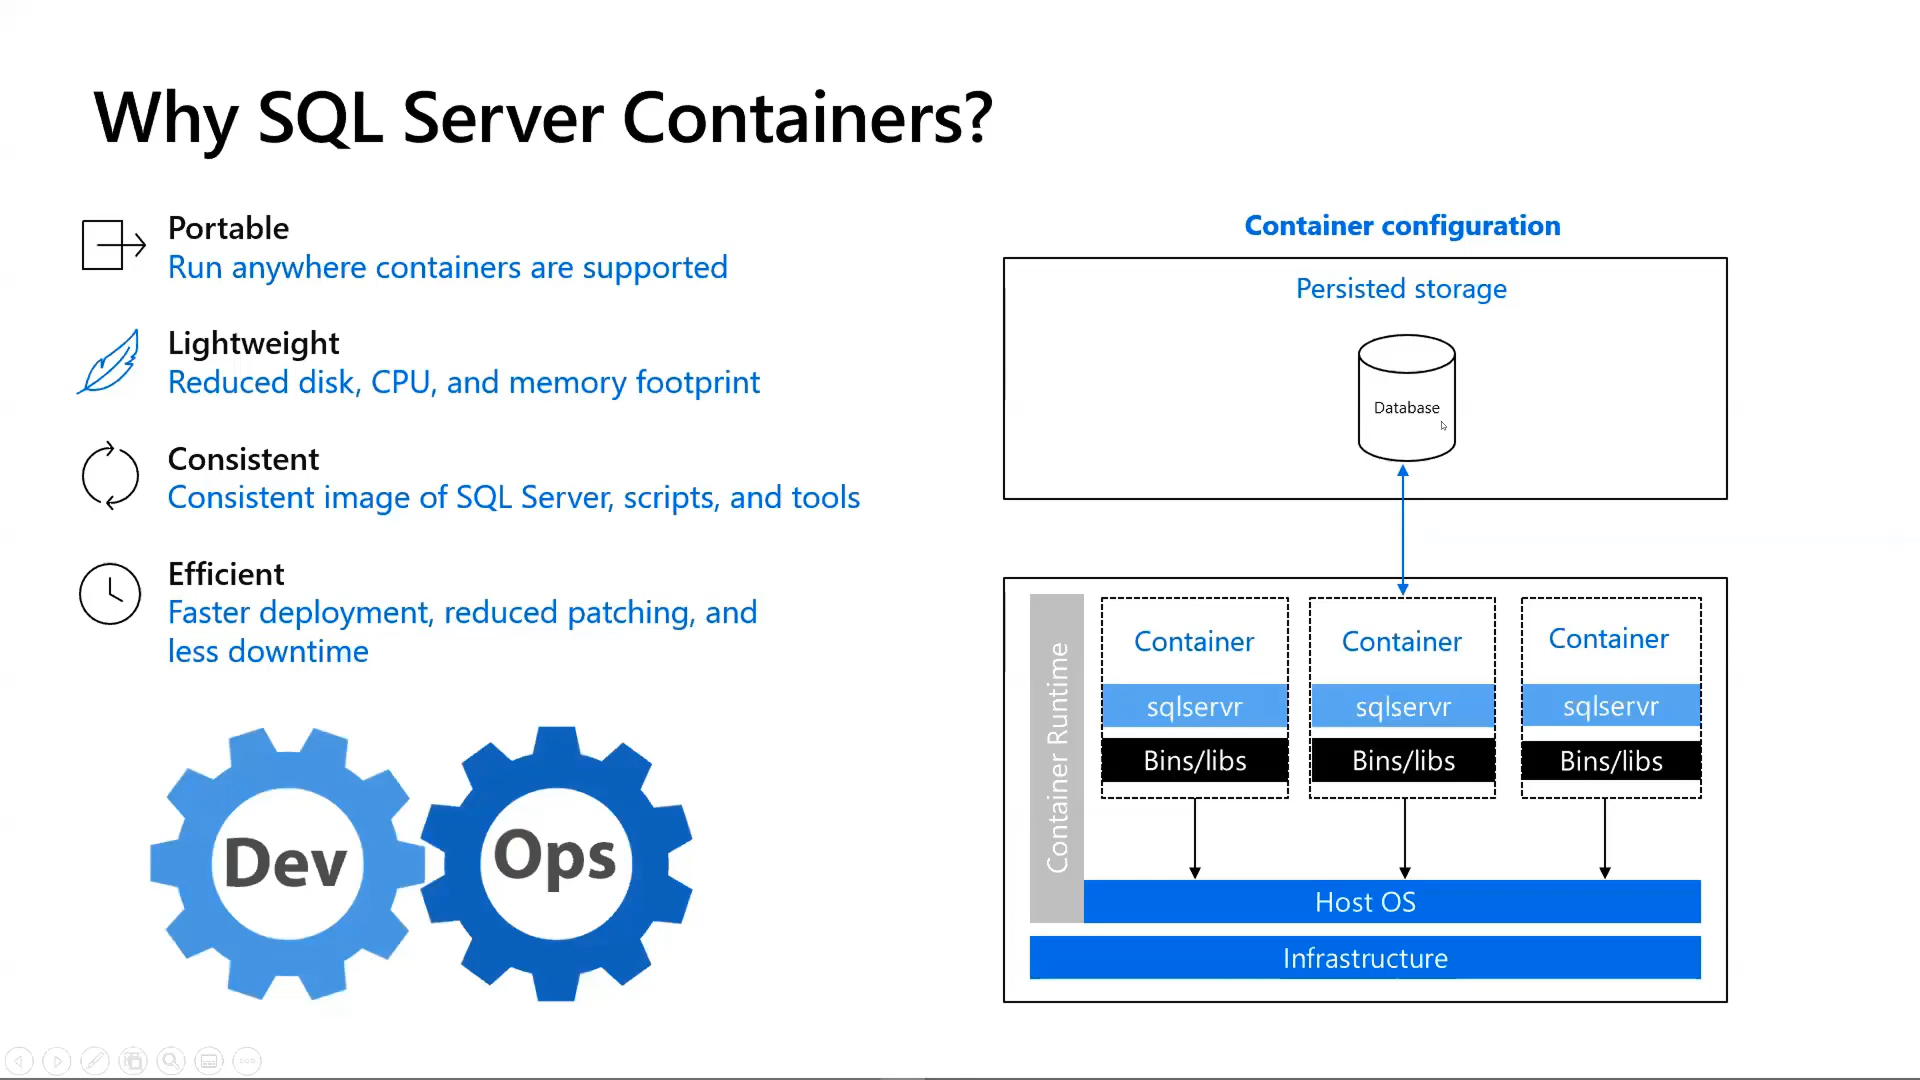 Why SQL Server Containers?
Portable
Run anywhere containers are supported
Lightweight
Reduced disk, CPU, and memory footprint
Consistent
Consistent image of SQL Server, scripts, and tools
Efficient
Faster deployment, reduced patching, and
less downtime
Dev
Ops
Container configuration
Persisted storage
Database
Container Runtime
Container
sqlservr
Bins/libs
Container
sqlservr
Bins/libs
Container
sqlservr
Bins/libs
Host OS
Infrastructure